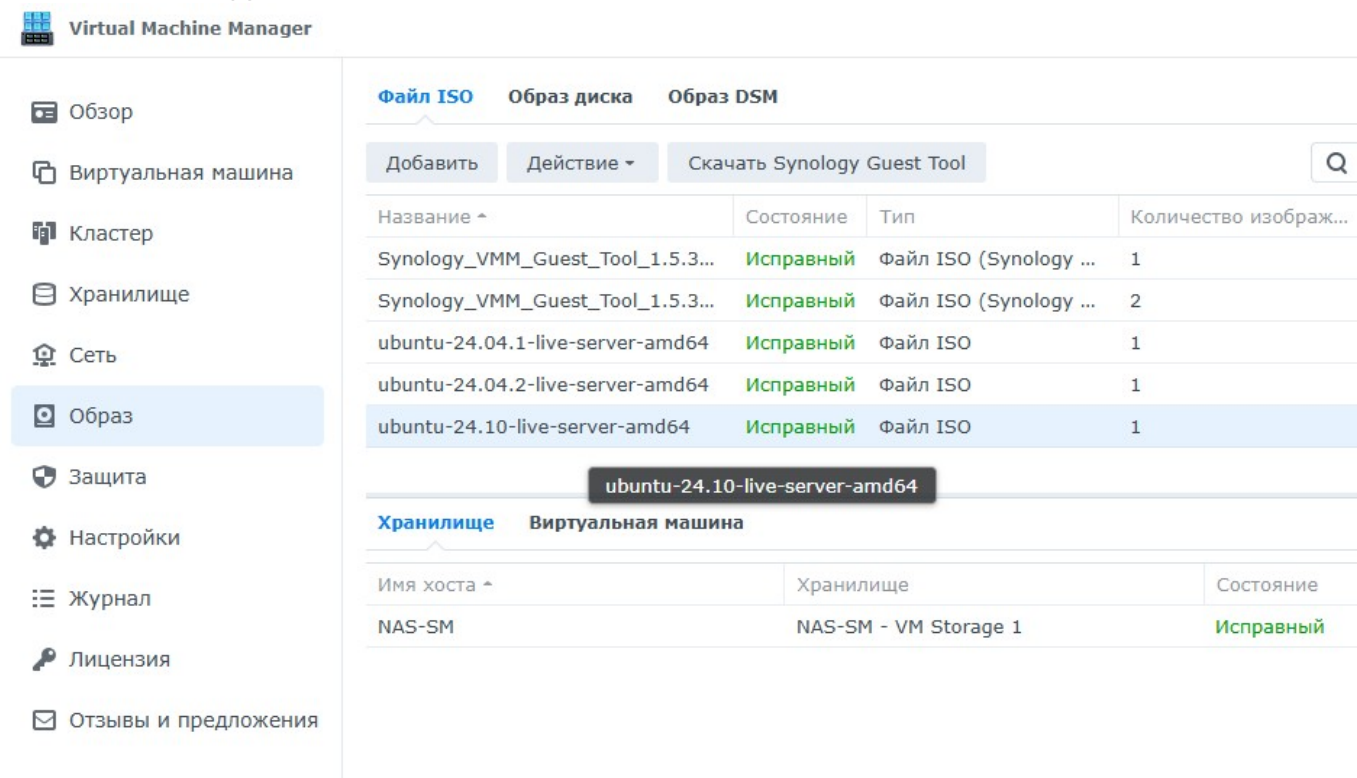 Virtual Machine Manager
Обзор
Виртуальная машина
Кластер
Хранилище
Сеть
Образ
Защита
Настройки
Журнал
Лицензия
Отзывы и предложения
Файл ISO Образ диска Образ DSM
Добавить Действие Скачать Synology Guest Tool
Название Состояние Тип Количество изображ...
Synology_VMM_Guest_Tool_1.5.3... Исправный Файл ISO (Synology ... 1
Synology_VMM_Guest_Tool_1.5.3... Исправный Файл ISO (Synology ... 2
ubuntu-24.04.1-live-server-amd64 Исправный Файл ISO 1
ubuntu-24.04.2-live-server-amd64 Исправный Файл ISO 1
ubuntu-24.10-live-server-amd64 Исправный Файл ISO 1
ubuntu-24.10-live-server-amd64
Хранилище Виртуальная машина
Имя хоста Хранилище Состояние
NAS-SM NAS-SM - VM Storage 1 Исправный